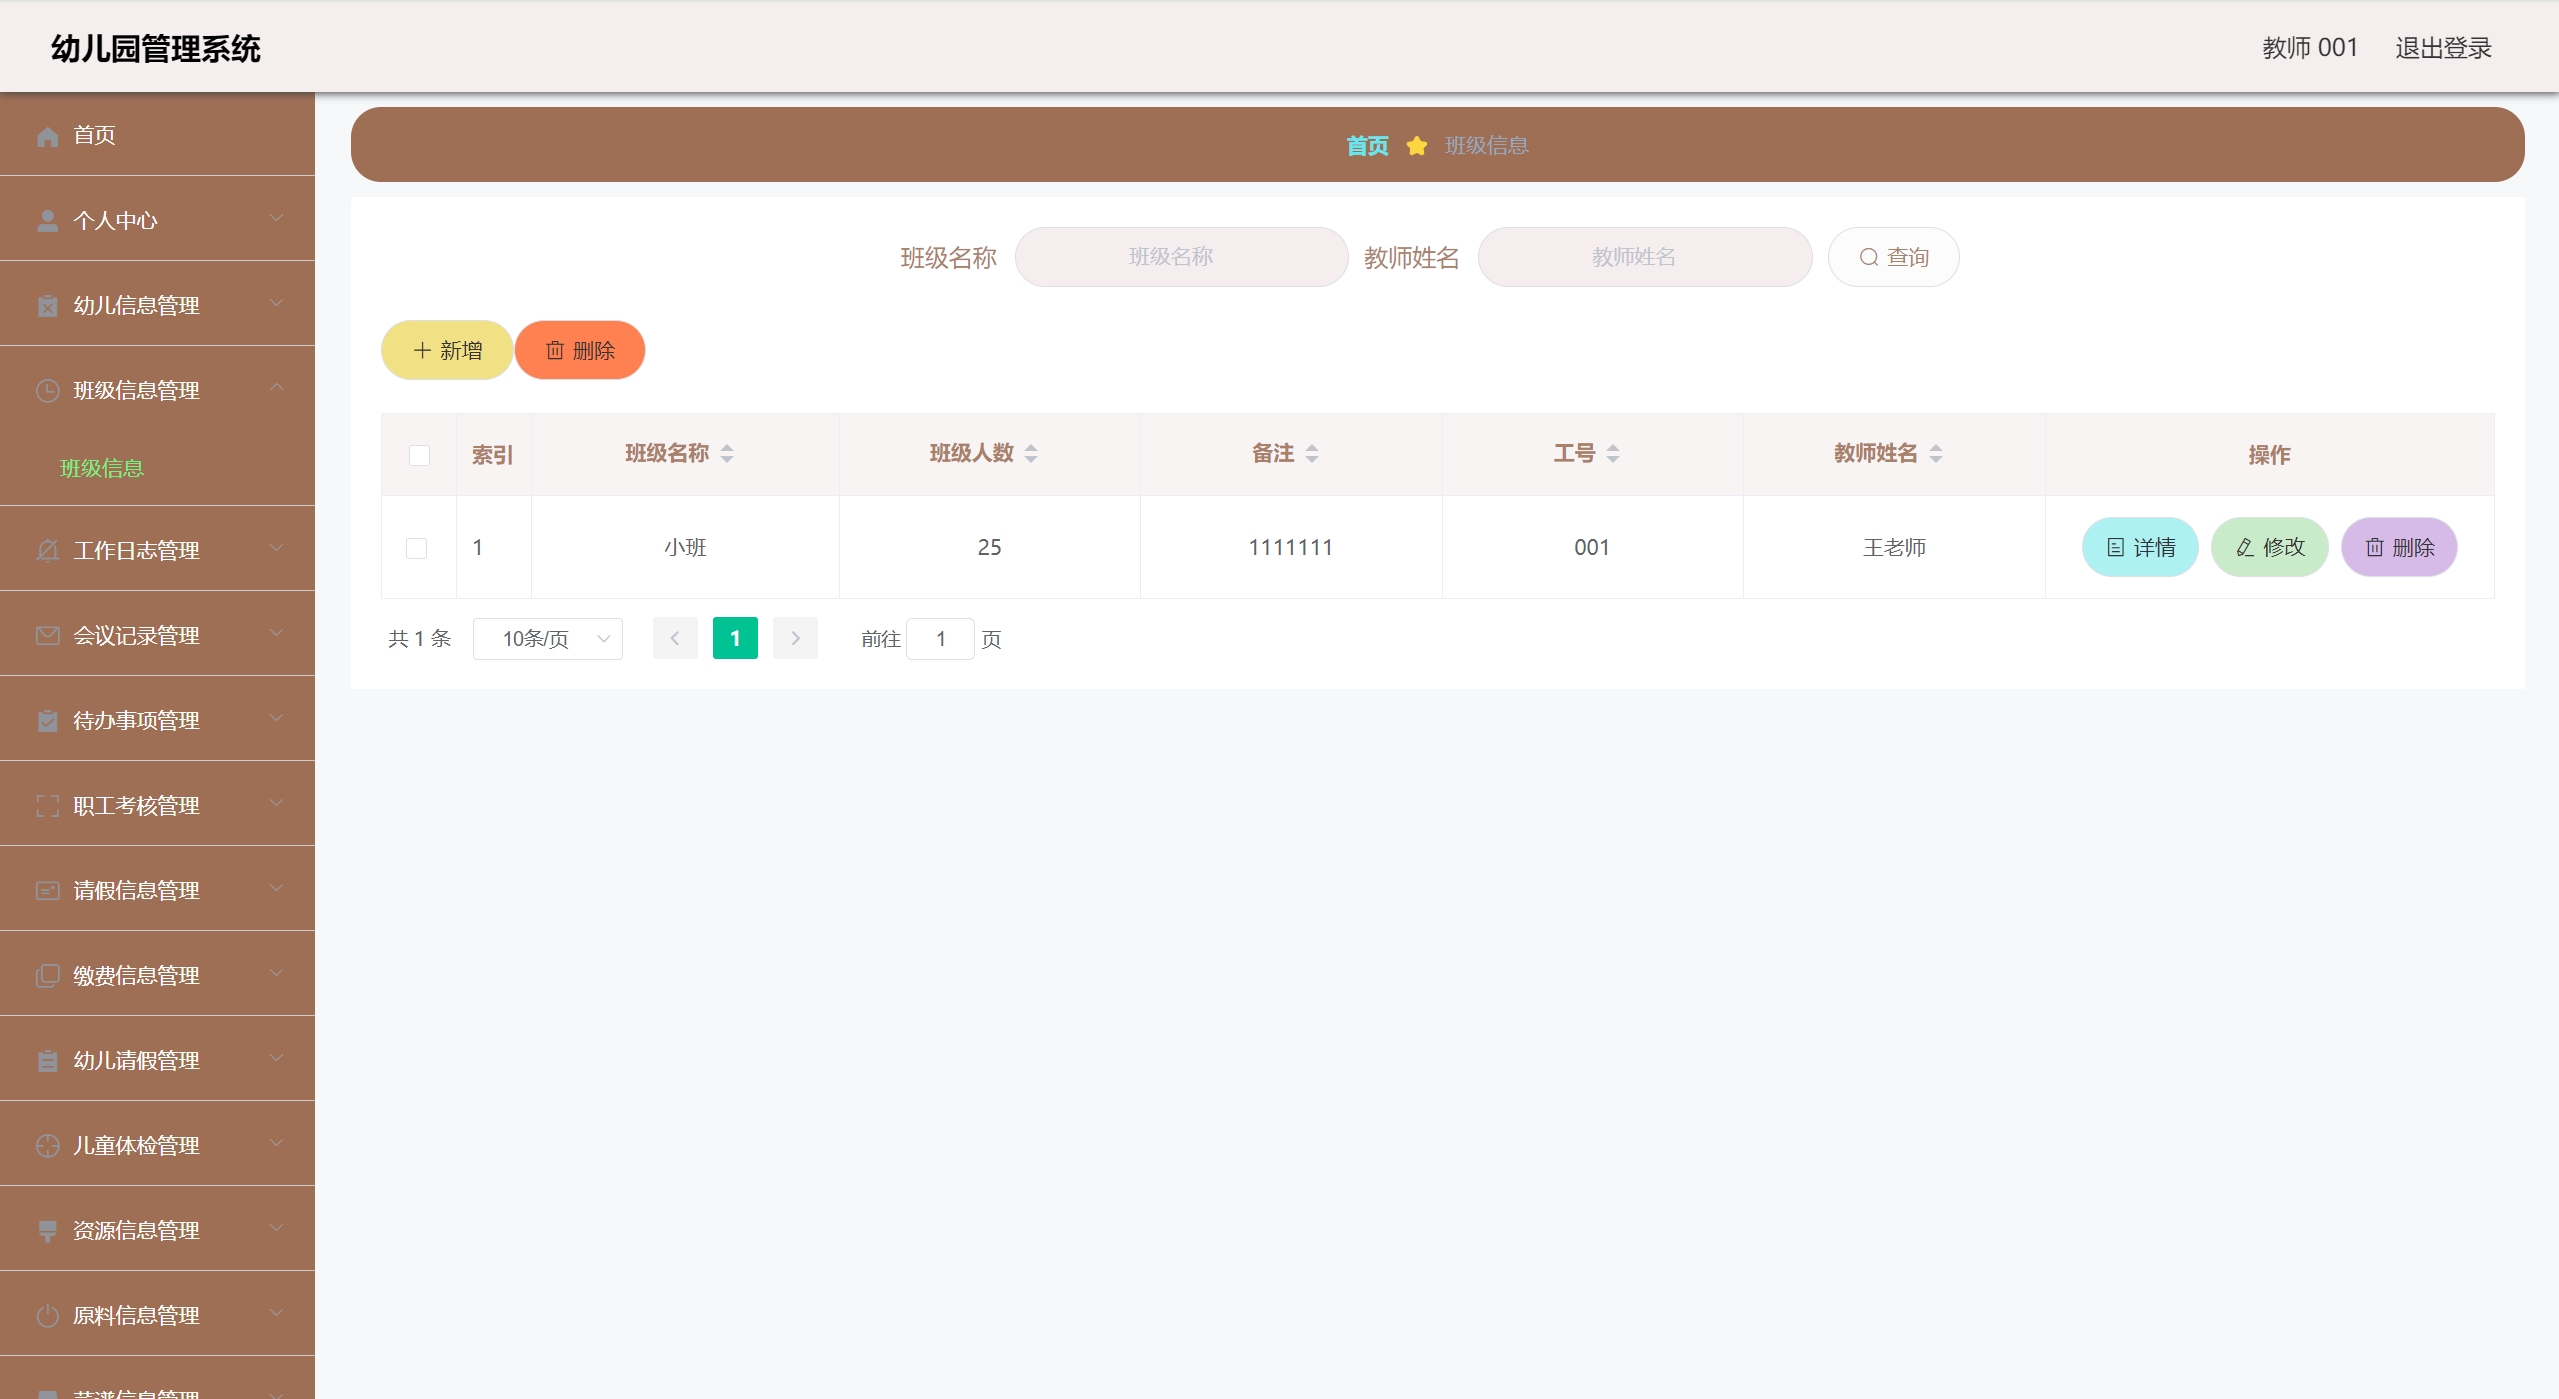 幼儿园管理系统
教师 001
退出登录
首页
个人中心
幼儿信息管理
班级信息管理
班级信息
工作日志管理
会议记录管理
待办事项管理
职工考核管理
请假信息管理
缴费信息管理
幼儿请假管理
儿童体检管理
资源信息管理
原料信息管理
菜谱信息管理
首页 班级信息
班级名称 班级名称 教师姓名 教师姓名 查询
新增 删除
索引 班级名称 班级人数 备注 工号 教师姓名 操作
1 小班 25 1111111 001 王老师 详情 修改 删除
共 1 条 10条/页 1 前往 1 页